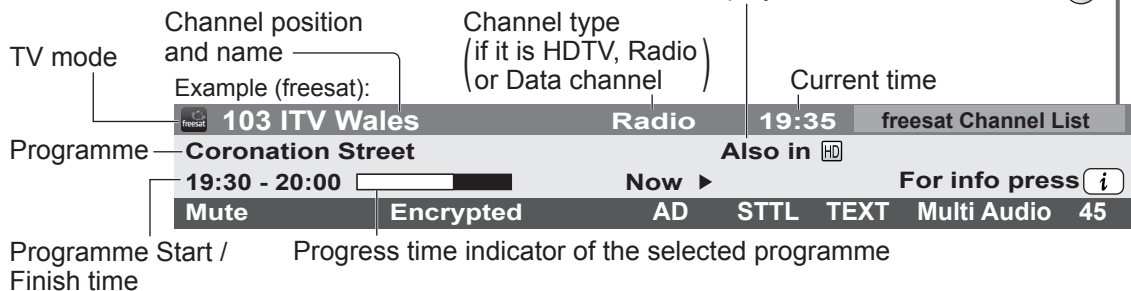 Channel position
and name
Channel type
(if it is HDTV, Radio
or Data channel)
TV mode
Current time
Example (freesat):
freesat 103 ITV Wales Radio 19:35 freesat Channel List
Programme
Coronation Street Also in HD
19:30 - 20:00 Now ▶ For info press i
Mute Encrypted AD STTL TEXT Multi Audio 45
Programme Start /
Finish time
Progress time indicator of the selected programme